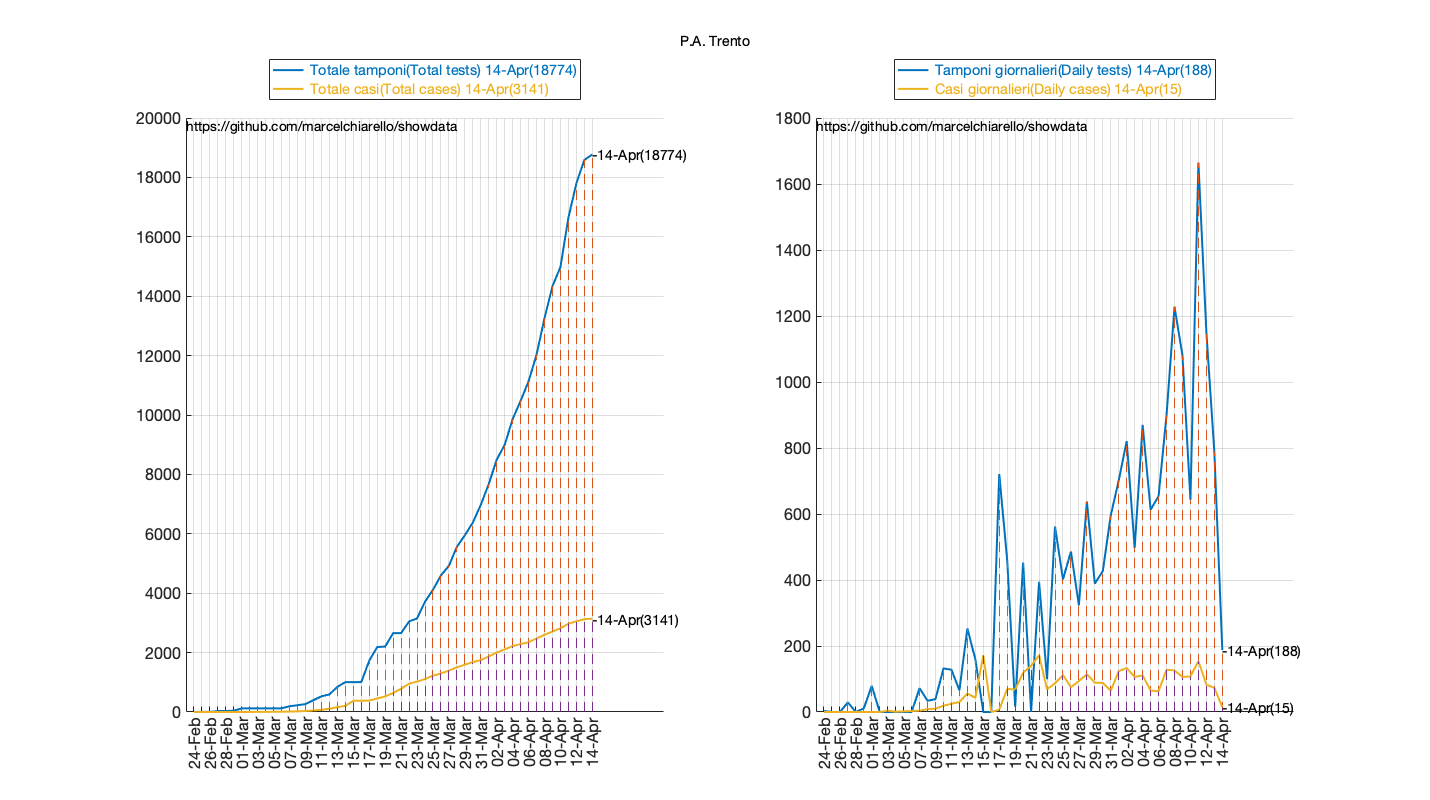 P.A. Trento
Totale tamponi(Total tests) 14-Apr(18774)
Totale casi(Total cases) 14-Apr(3141)
https://github.com/marcelchiarello/showdata
20000
18000
16000
14000
12000
10000
8000
6000
4000
2000
0
14-Apr(18774)
14-Apr(3141)
24-Feb
26-Feb
28-Feb
01-Mar
03-Mar
05-Mar
07-Mar
09-Mar
11-Mar
13-Mar
15-Mar
17-Mar
19-Mar
21-Mar
23-Mar
25-Mar
27-Mar
29-Mar
31-Mar
02-Apr
04-Apr
06-Apr
08-Apr
10-Apr
12-Apr
14-Apr
Tamponi giornalieri(Daily tests) 14-Apr(188)
Casi giornalieri(Daily cases) 14-Apr(15)
https://github.com/marcelchiarello/showdata
1800
1600
1400
1200
1000
800
600
400
200
0
14-Apr(188)
14-Apr(15)
24-Feb
26-Feb
28-Feb
01-Mar
03-Mar
05-Mar
07-Mar
09-Mar
11-Mar
13-Mar
15-Mar
17-Mar
19-Mar
21-Mar
23-Mar
25-Mar
27-Mar
29-Mar
31-Mar
02-Apr
04-Apr
06-Apr
08-Apr
10-Apr
12-Apr
14-Apr